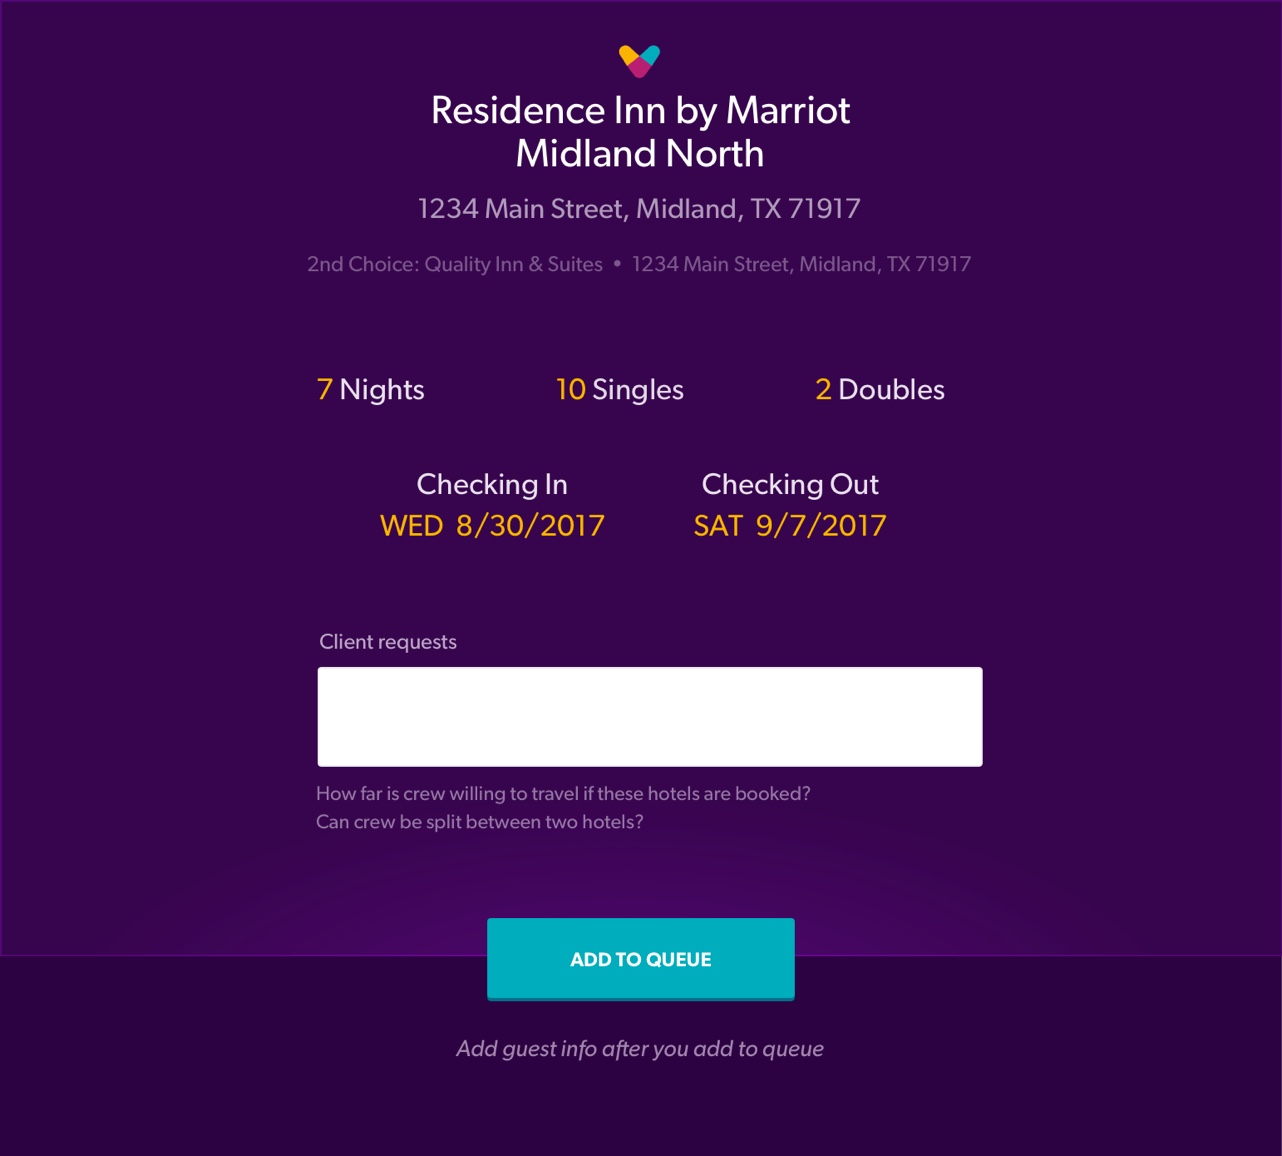 Residence Inn by Marriot
Midland North
1234 Main Street, Midland, TX 71917
2nd Choice: Quality Inn & Suites • 1234 Main Street, Midland, TX 71917
7 Nights 10 Singles 2 Doubles
Checking In Checking Out
WED 8/30/2017 SAT 9/7/2017
Client requests
How far is crew willing to travel if these hotels are booked?
Can crew be split between two hotels?
ADD TO QUEUE
Add guest info after you add to queue